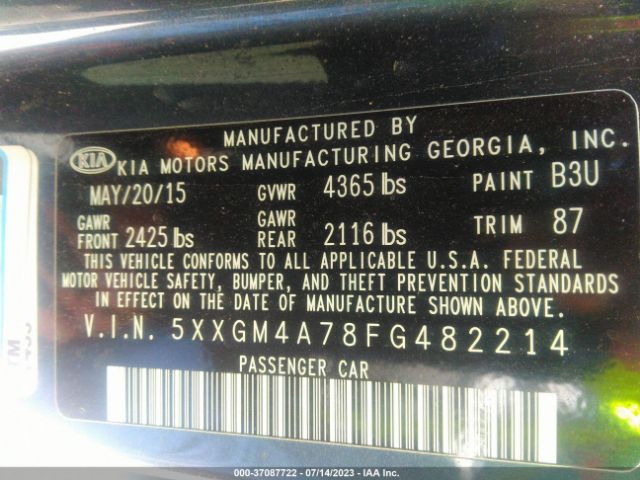 MANUFACTURED BY
KIA KIA MOTORS MANUFACTURING GEORGIA, INC.
MAY/20/15 GVWR 4365 lbs PAINT B3U
GAWR FRONT 2425 lbs GAWR REAR 2116 lbs TRIM 87
THIS VEHICLE CONFORMS TO ALL APPLICABLE U.S.A. FEDERAL
MOTOR VEHICLE SAFETY, BUMPER, AND THEFT PREVENTION STANDARDS
IN EFFECT ON THE DATE OF MANUFACTURE SHOWN ABOVE.
V.I.N. 5XXGM4A78FG482214
PASSENGER CAR
000-37087722 - 07/14/2023 - IAA Inc.